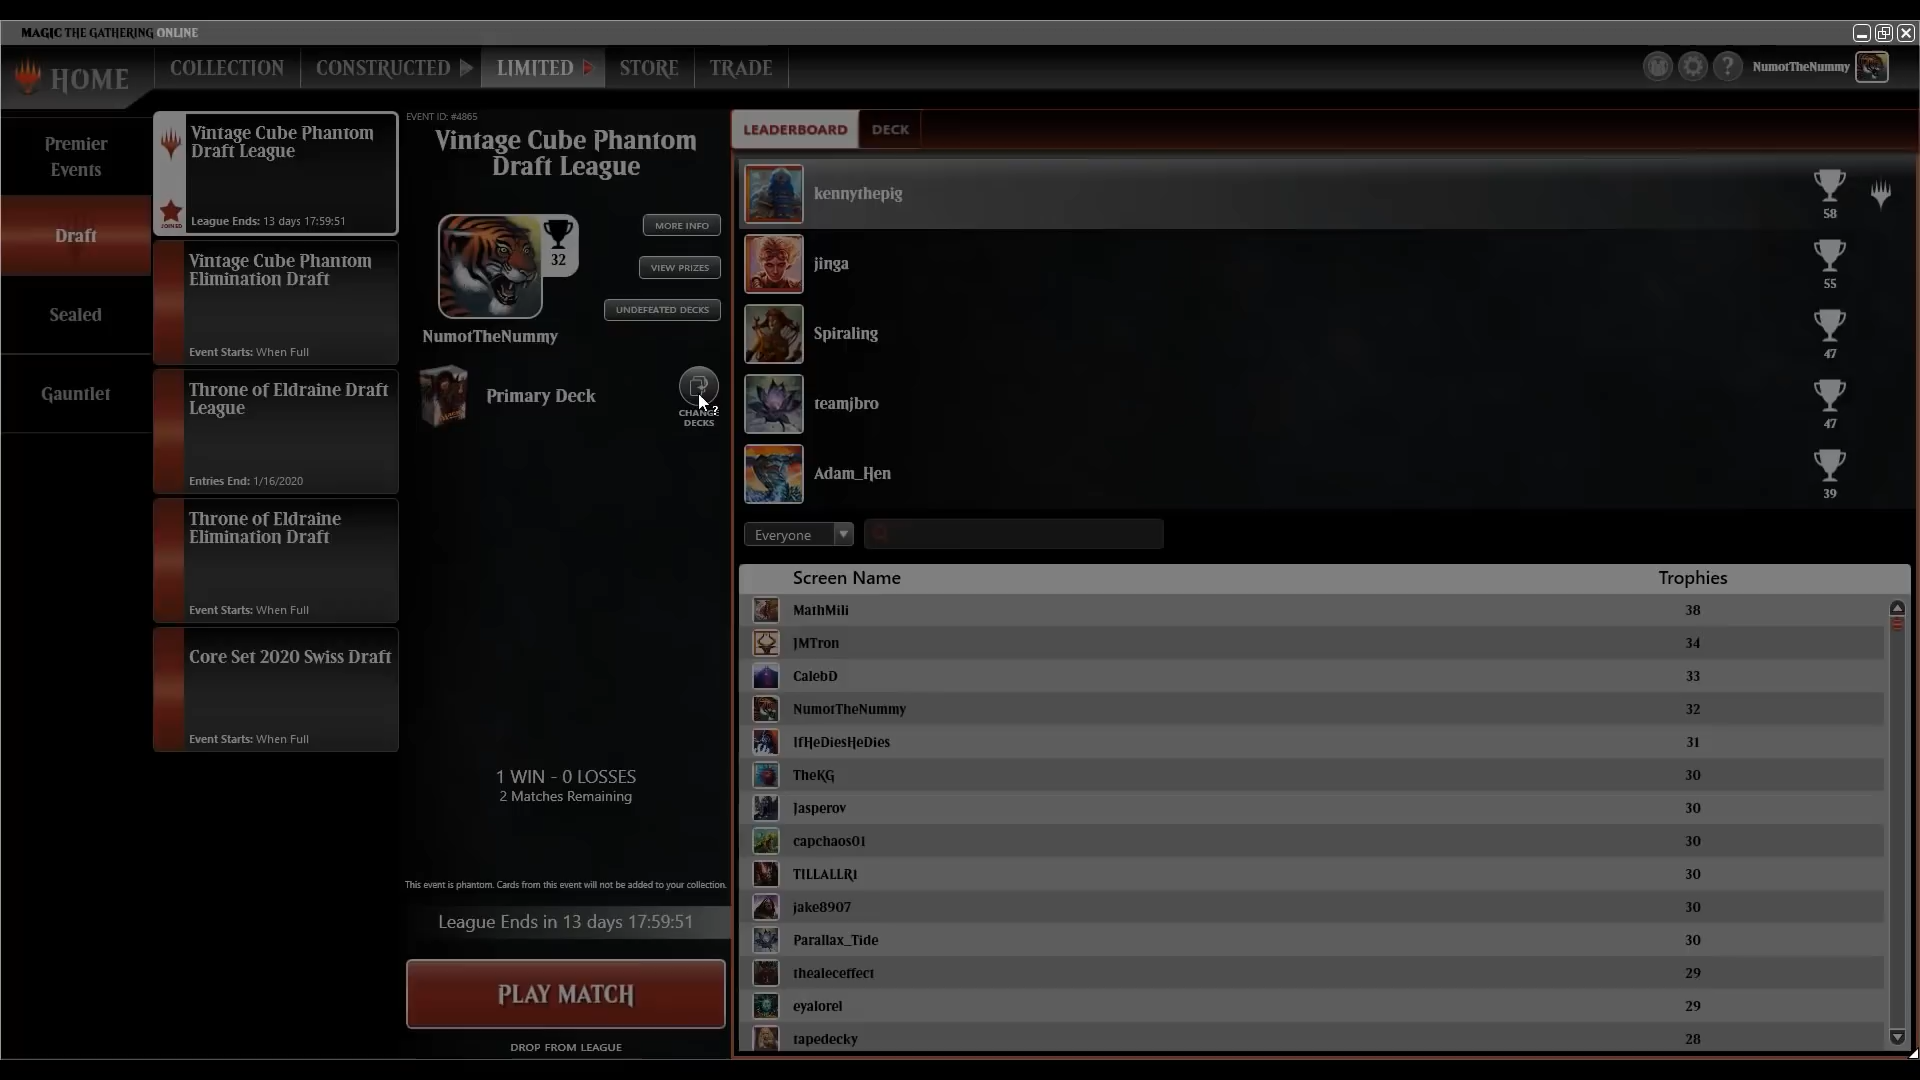 MAGIC THE GATHERING ONLINE
HOME
COLLECTION
CONSTRUCTED
LIMITED
STORE
TRADE
?
NumotTheNummy
Premier
Events
Draft
Sealed
Gauntlet
Vintage Cube Phantom
Draft League
JOINED
League Ends: 13 days 17:59:51
Vintage Cube Phantom
Elimination Draft
Event Starts: When Full
Throne of Eldraine Draft
League
Entries End: 1/16/2020
Throne of Eldraine
Elimination Draft
Event Starts: When Full
Core Set 2020 Swiss Draft
Event Starts: When Full
EVENT ID: #4865
Vintage Cube Phantom
Draft League
32
MORE INFO
VIEW PRIZES
UNDEFEATED DECKS
NumotTheNummy
Primary Deck
CHANGE
DECKS
1 WIN - 0 LOSSES
2 Matches Remaining
This event is phantom. Cards from this event will not be added to your collection.
League Ends in 13 days 17:59:51
PLAY MATCH
DROP FROM LEAGUE
LEADERBOARD
DECK
kennythepig
58
jinga
55
Spiraling
47
teamjbro
47
Adam_Hen
39
Everyone
Screen Name Trophies
MathMili 38
JMTron 34
CalebD 33
NumotTheNummy 32
IfHeDiesHeDies 31
TheKG 30
Jasperov 30
capchaos01 30
TILLALLR1 30
jake8907 30
Parallax_Tide 30
thealeceffect 29
eyalorel 29
tapedecky 28